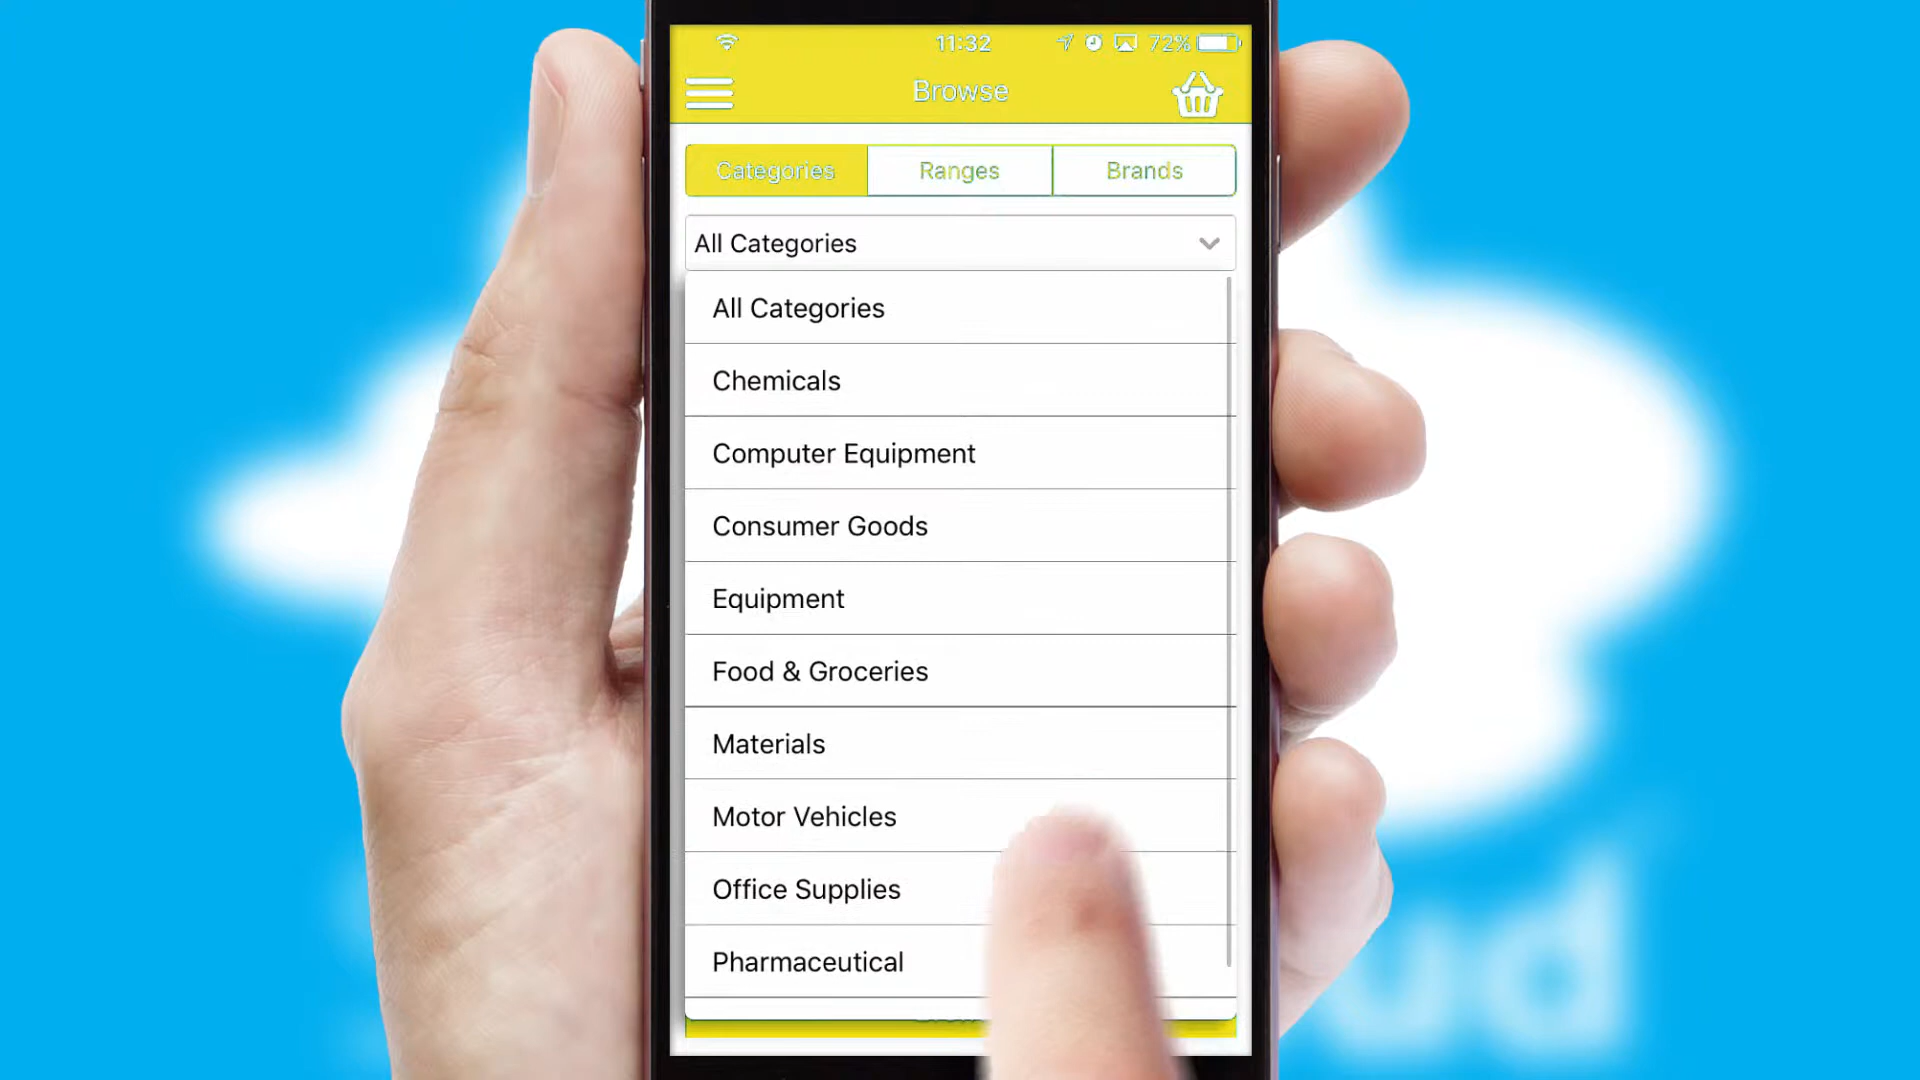 11:32
72%
Browse
Categories
Ranges
Brands
All Categories
All Categories
Chemicals
Computer Equipment
Consumer Goods
Equipment
Food & Groceries
Materials
Motor Vehicles
Office Supplies
Pharmaceutical